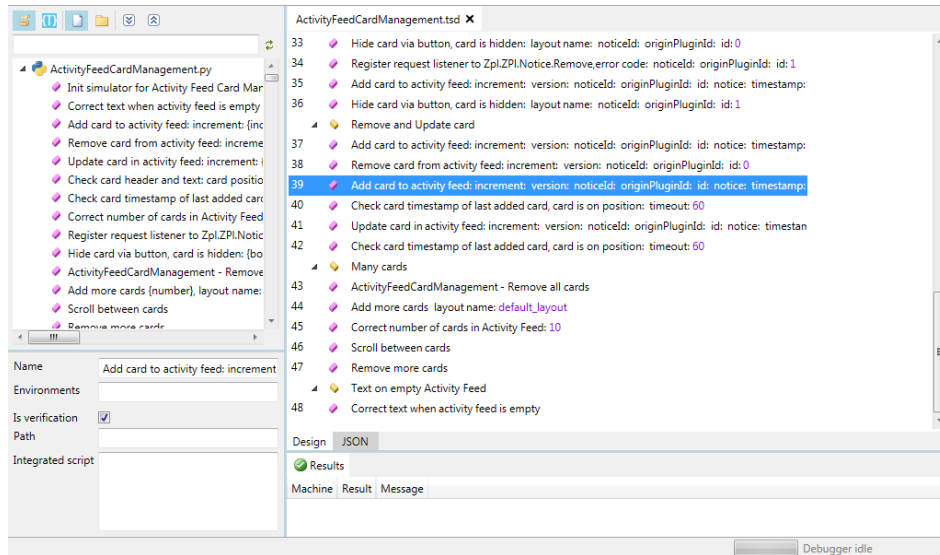 ActivityFeedCardManagement.py
Init simulator for Activity Feed Card Mar
Correct text when activity feed is empty
Add card to activity feed: increment: {inc
Remove card from activity feed: increme
Update card in activity feed: increment: {
Check card header and text: card positio
Check card timestamp of last added card
Correct number of cards in Activity Feed
Register request listener to Zpl.ZPI.Notic
Hide card via button, card is hidden: {bo
ActivityFeedCardManagement - Remove
Add more cards {number}, layout name:
Scroll between cards
Remove more cards
Name Add card to activity feed: increment
Environments
Is verification
Path
Integrated script
ActivityFeedCardManagement.tsd
33 Hide card via button, card is hidden: layout name: noticeId: originPluginId: id: 0
34 Register request listener to Zpl.ZPI.Notice.Remove,error code: noticeId: originPluginId: id: 1
35 Add card to activity feed: increment: version: noticeId: originPluginId: id: notice: timestamp:
36 Hide card via button, card is hidden: layout name: noticeId: originPluginId: id: 1
Remove and Update card
37 Add card to activity feed: increment: version: noticeId: originPluginId: id: notice: timestamp:
38 Remove card from activity feed: increment: version: noticeId: originPluginId: id: 0
39 Add card to activity feed: increment: version: noticeId: originPluginId: id: notice: timestamp:
40 Check card timestamp of last added card, card is on position: timeout: 60
41 Update card in activity feed: increment: version: noticeId: originPluginId: id: notice: timestan
42 Check card timestamp of last added card, card is on position: timeout: 60
Many cards
43 ActivityFeedCardManagement - Remove all cards
44 Add more cards layout name: default_layout
45 Correct number of cards in Activity Feed: 10
46 Scroll between cards
47 Remove more cards
Text on empty Activity Feed
48 Correct text when activity feed is empty
Design JSON
Results
Machine Result Message
Debugger idle